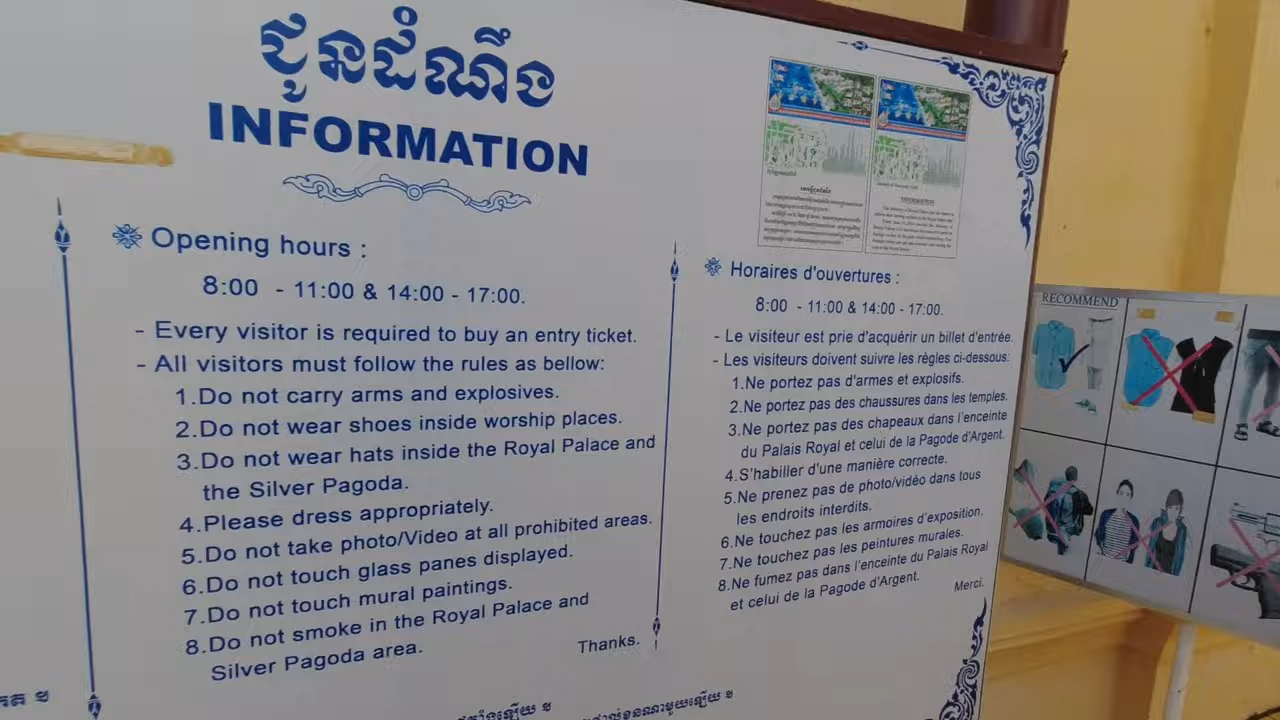 ជូនដំណឹង
INFORMATION
Opening hours :
8:00 - 11:00 & 14:00 - 17:00.
- Every visitor is required to buy an entry ticket.
- All visitors must follow the rules as bellow:
1.Do not carry arms and explosives.
2.Do not wear shoes inside worship places.
3.Do not wear hats inside the Royal Palace and
the Silver Pagoda.
4.Please dress appropriately.
5.Do not take photo/Video at all prohibited areas.
6.Do not touch glass panes displayed.
7.Do not touch mural paintings.
8.Do not smoke in the Royal Palace and
Silver Pagoda area.
Thanks.
Horaires d'ouvertures :
8:00 - 11:00 & 14:00 - 17:00.
- Le visiteur est prie d'acquérir un billet d'entrée.
- Les visiteurs doivent suivre les règles ci-dessous:
1.Ne portez pas d'armes et explosifs.
2.Ne portez pas des chaussures dans les temples.
3.Ne portez pas des chapeaux dans l'enceinte
du Palais Royal et celui de la Pagode d'Argent.
4.S'habiller d'une manière correcte.
5.Ne prenez pas de photo/vidéo dans tous
les endroits interdits.
6.Ne touchez pas les armoires d'exposition.
7.Ne touchez pas les peintures murales.
8.Ne fumez pas dans l'enceinte du Palais Royal
et celui de la Pagode d'Argent.
Merci.
RECOMMEND